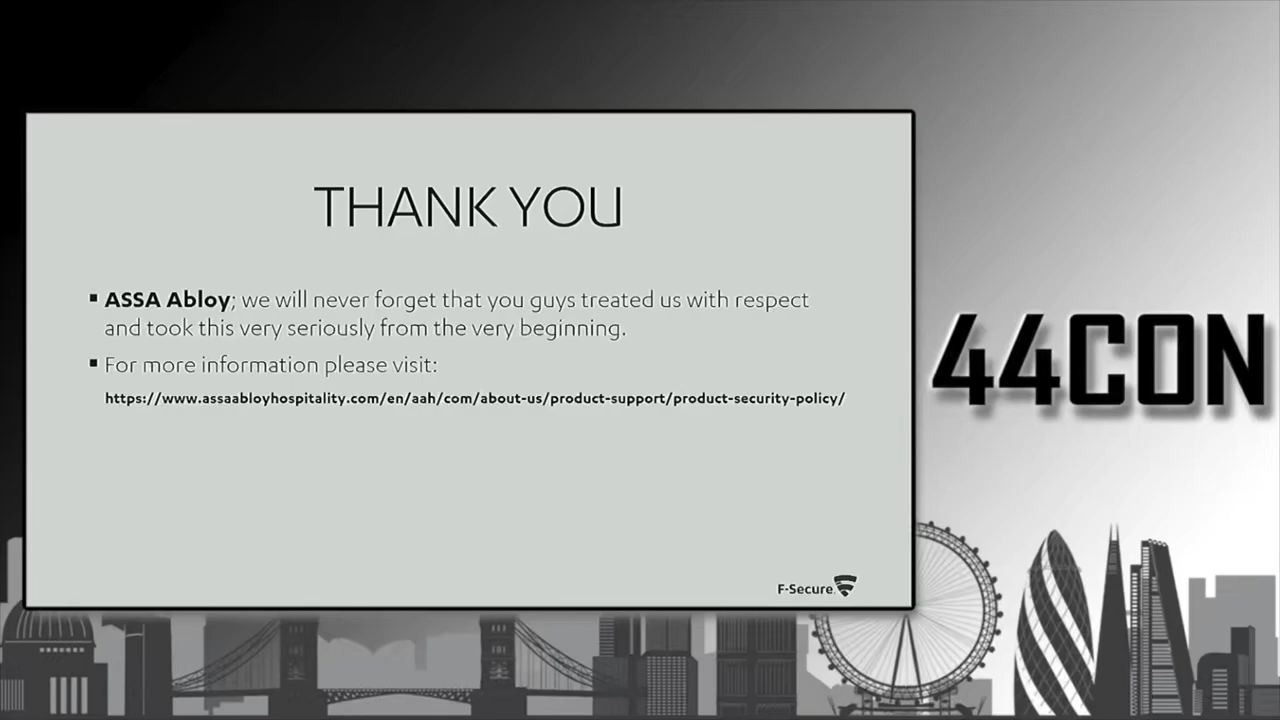 THANK YOU
▪ ASSA Abloy; we will never forget that you guys treated us with respect
and took this very seriously from the very beginning.
▪ For more information please visit:
https://www.assaabloyhospitality.com/en/aah/com/about-us/product-support/product-security-policy/
F-Secure.
44CON